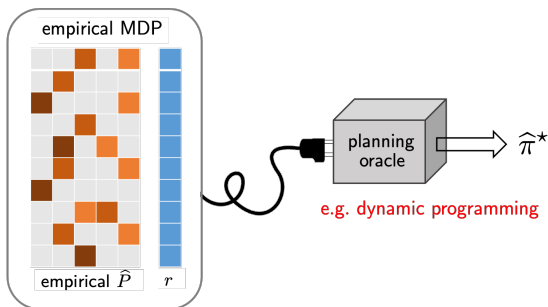 empirical MDP
planning
oracle
π̂⋆
e.g. dynamic programming
empirical P̂
r